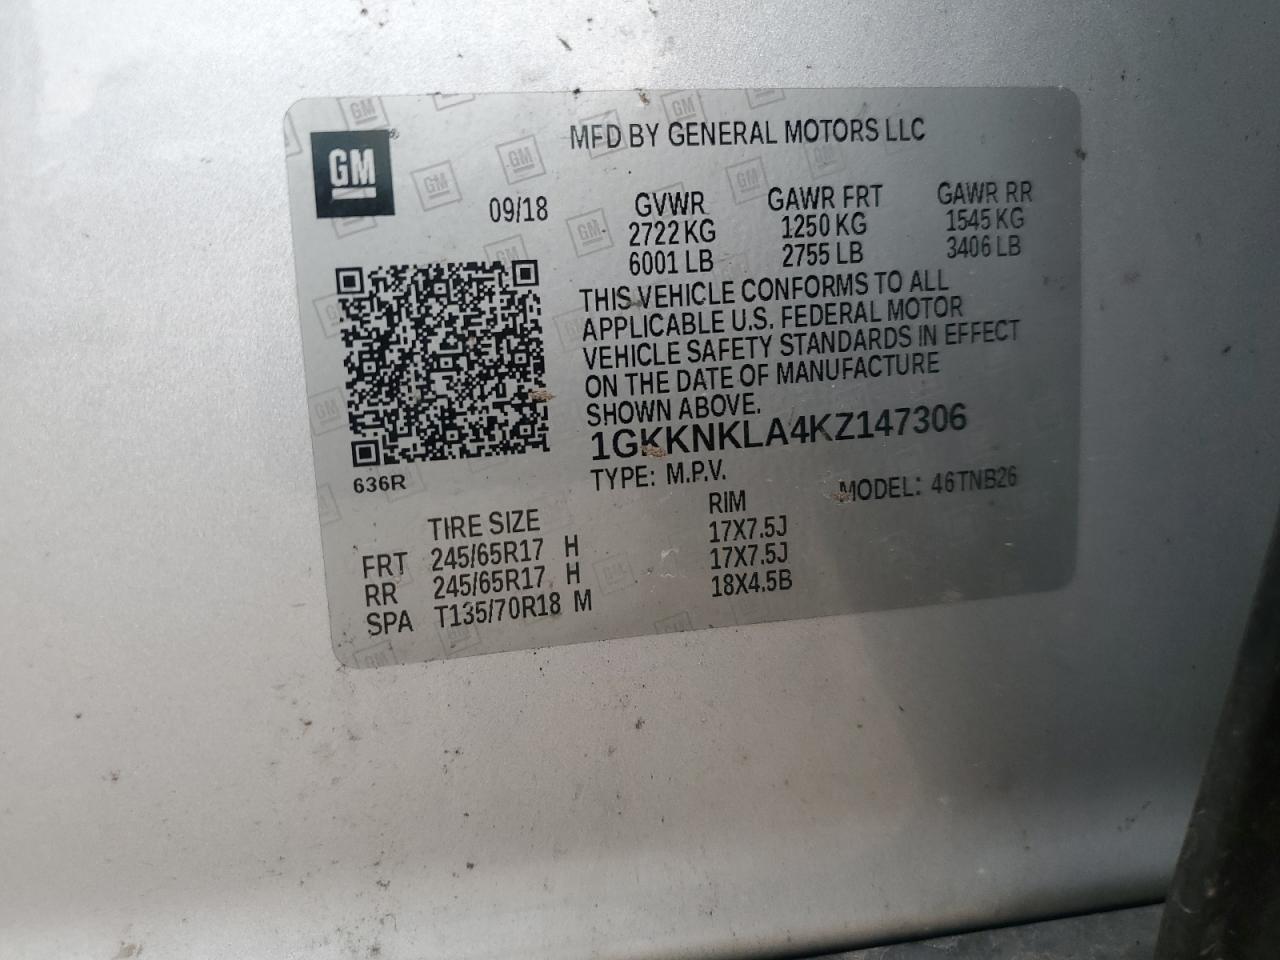 GM
MFD BY GENERAL MOTORS LLC
09/18
GVWR GAWR FRT GAWR RR
2722 KG 1250 KG 1545 KG
6001 LB 2755 LB 3406 LB
THIS VEHICLE CONFORMS TO ALL
APPLICABLE U.S. FEDERAL MOTOR
VEHICLE SAFETY STANDARDS IN EFFECT
ON THE DATE OF MANUFACTURE
SHOWN ABOVE.
1GKKNKLA4KZ147306
TYPE: M.P.V. MODEL: 46TNB26
636R
TIRE SIZE RIM
FRT 245/65R17 H 17X7.5J
RR 245/65R17 H 17X7.5J
SPA T135/70R18 M 18X4.5B